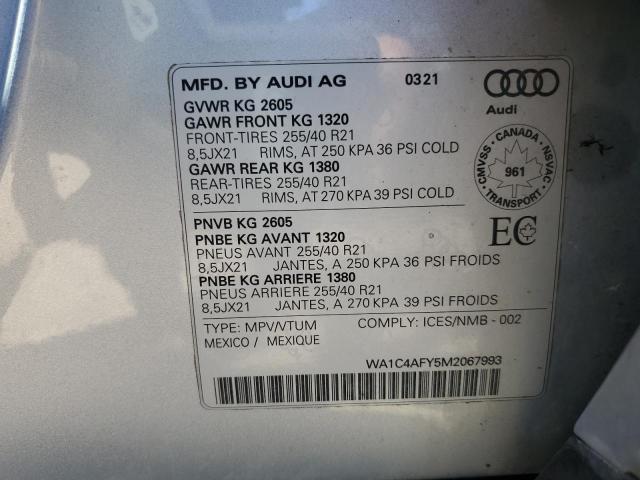 MFD. BY AUDI AG 0321
Audi
GVWR KG 2605
GAWR FRONT KG 1320
FRONT-TIRES 255/40 R21
8,5JX21 RIMS, AT 250 KPA 36 PSI COLD
GAWR REAR KG 1380
REAR-TIRES 255/40 R21
8,5JX21 RIMS, AT 270 KPA 39 PSI COLD
CMVSS - CANADA - NSVAC
961
TRANSPORT
PNVB KG 2605
PNBE KG AVANT 1320
PNEUS AVANT 255/40 R21
8,5JX21 JANTES, A 250 KPA 36 PSI FROIDS
PNBE KG ARRIERE 1380
PNEUS ARRIERE 255/40 R21
8,5JX21 JANTES, A 270 KPA 39 PSI FROIDS
EC
TYPE: MPV/VTUM COMPLY: ICES/NMB - 002
MEXICO / MEXIQUE
WA1C4AFY5M2067993